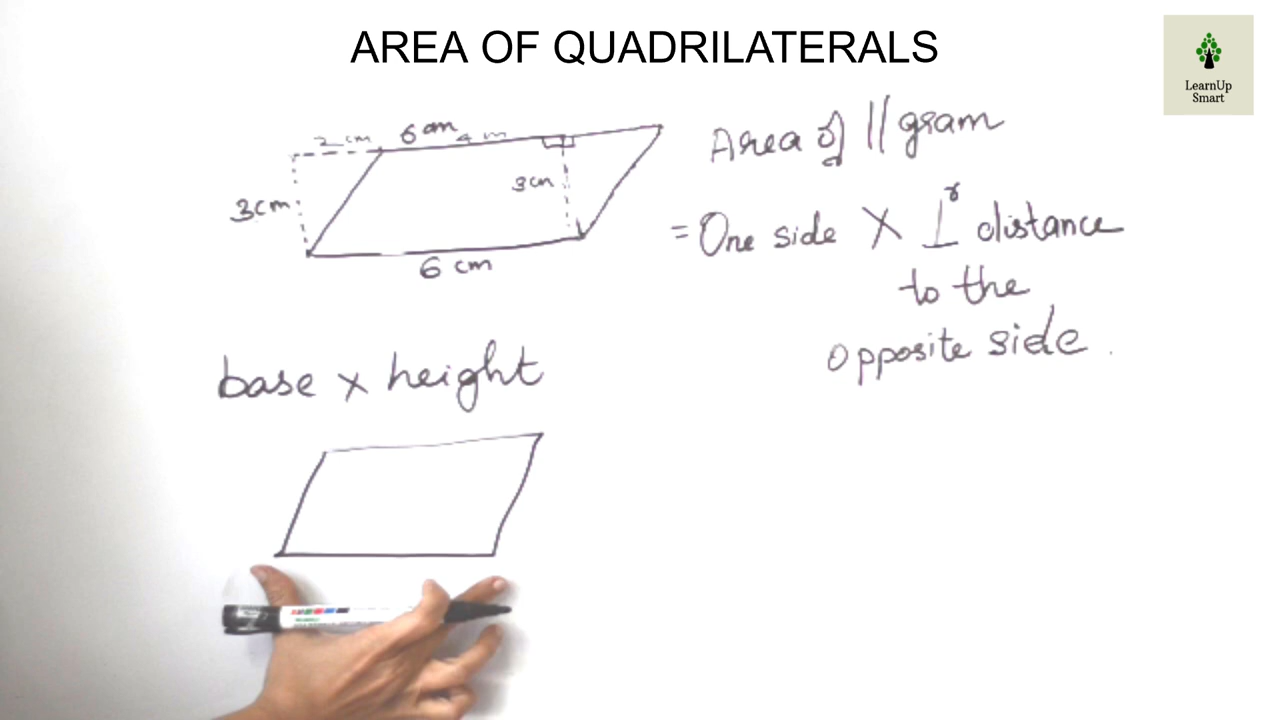 AREA OF QUADRILATERALS
LearnUp
Smart
2 cm 6 cm 4 m
3cm
3cm
6 cm
Area of || gram
= One side X ⊥r distance
to the
opposite side.
base x height